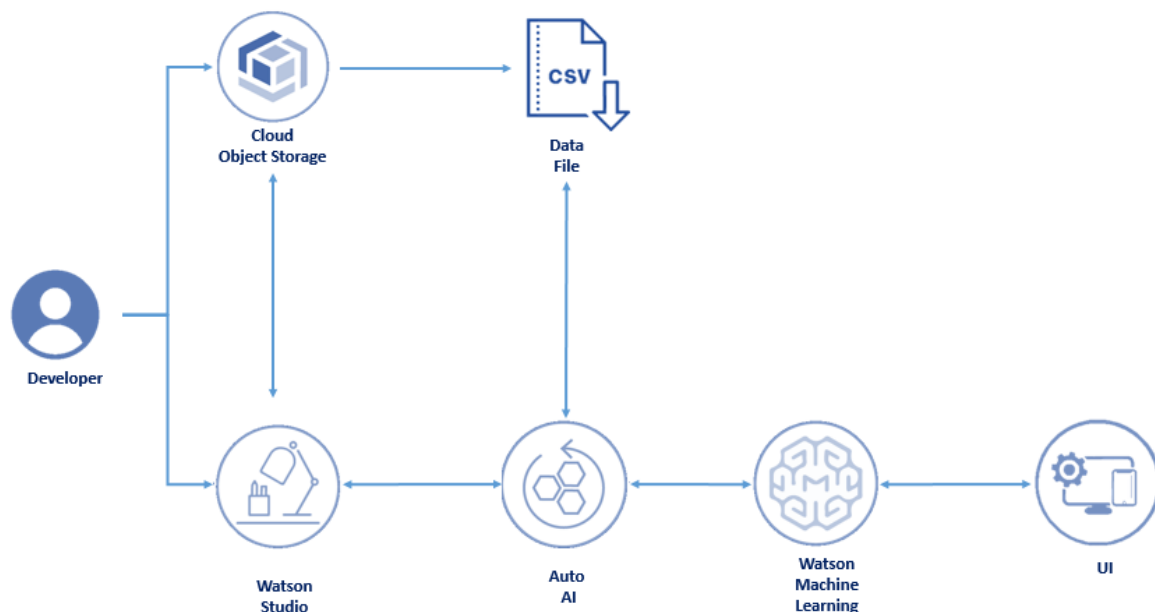 CSV
Cloud
Object Storage
Data
File
Developer
Watson
Studio
Auto
AI
Watson
Machine
Learning
UI